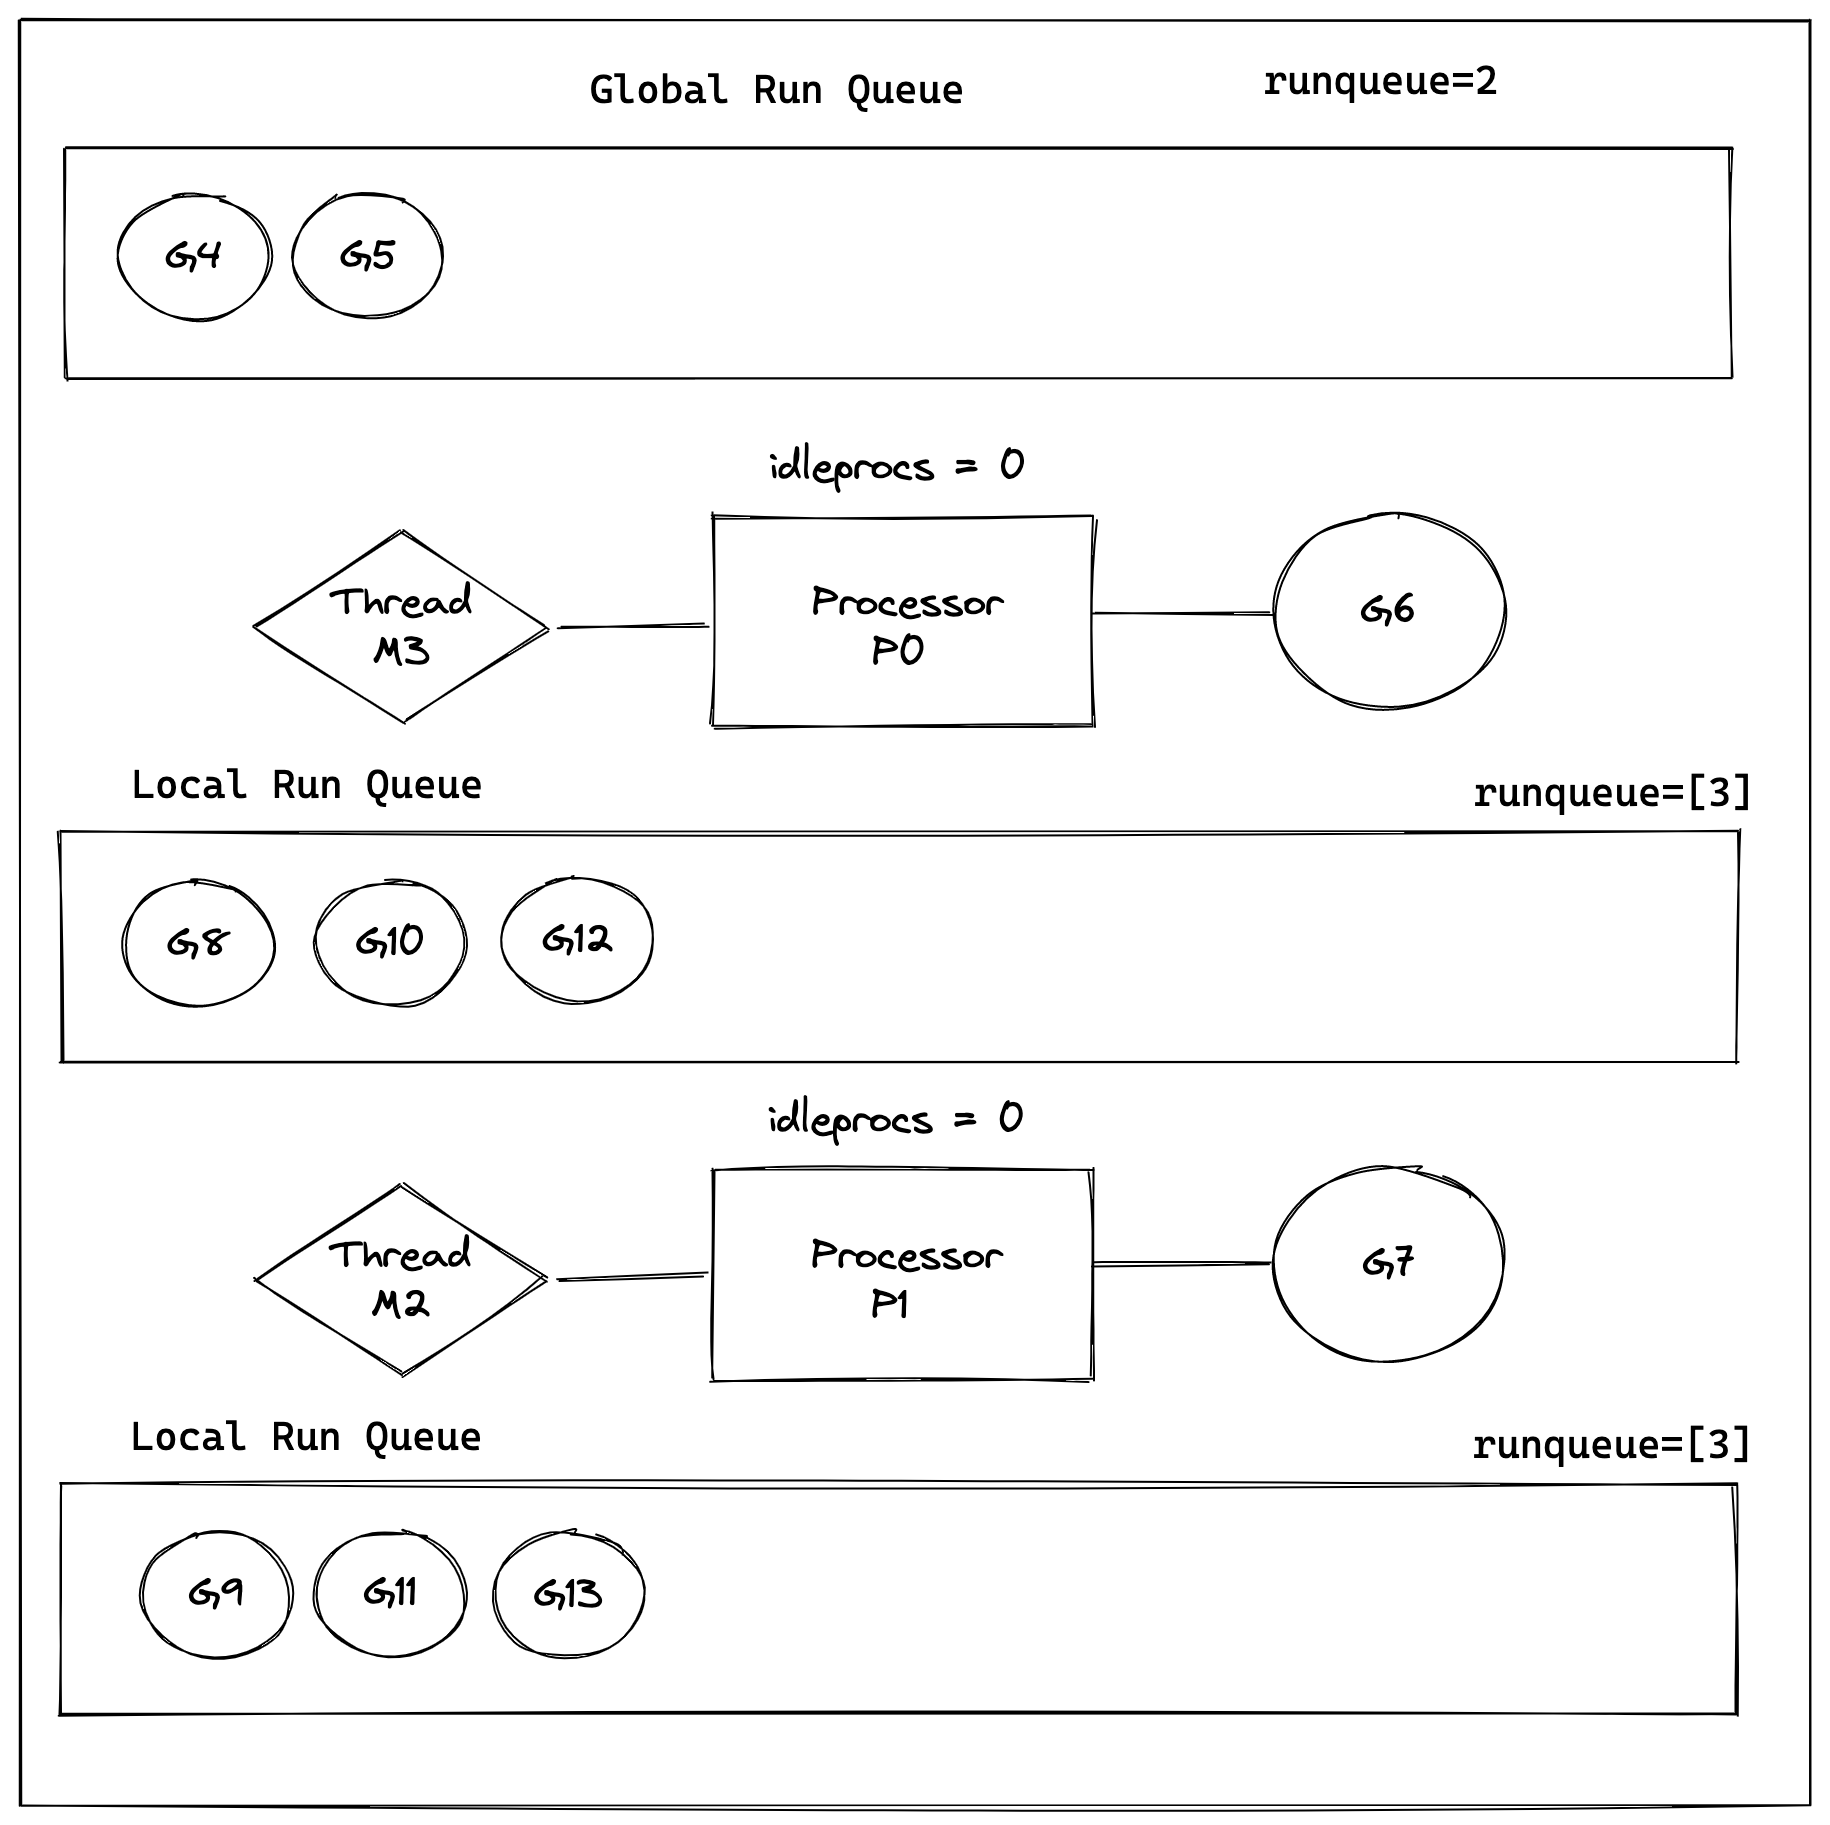 Global Run Queue
runqueue=2
G4
G5
idleprocs = 0
Thread
M3
Processor
P0
G6
Local Run Queue
runqueue=[3]
G8
G10
G12
idleprocs = 0
Thread
M2
Processor
P1
G7
Local Run Queue
runqueue=[3]
G9
G11
G13